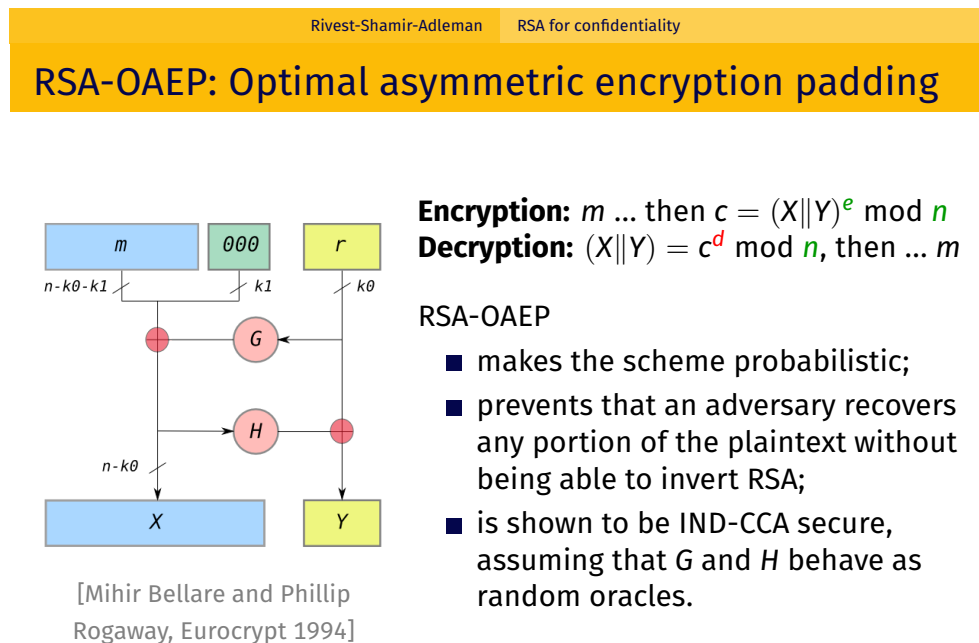 Rivest-Shamir-Adleman RSA for confidentiality
RSA-OAEP: Optimal asymmetric encryption padding
m 000 r
n-k0-k1 k1 k0
G
H
n-k0
X Y
[Mihir Bellare and Phillip
Rogaway, Eurocrypt 1994]
Encryption: m ... then c = (X‖Y)^e mod n
Decryption: (X‖Y) = c^d mod n, then ... m
RSA-OAEP
makes the scheme probabilistic;
prevents that an adversary recovers
any portion of the plaintext without
being able to invert RSA;
is shown to be IND-CCA secure,
assuming that G and H behave as
random oracles.